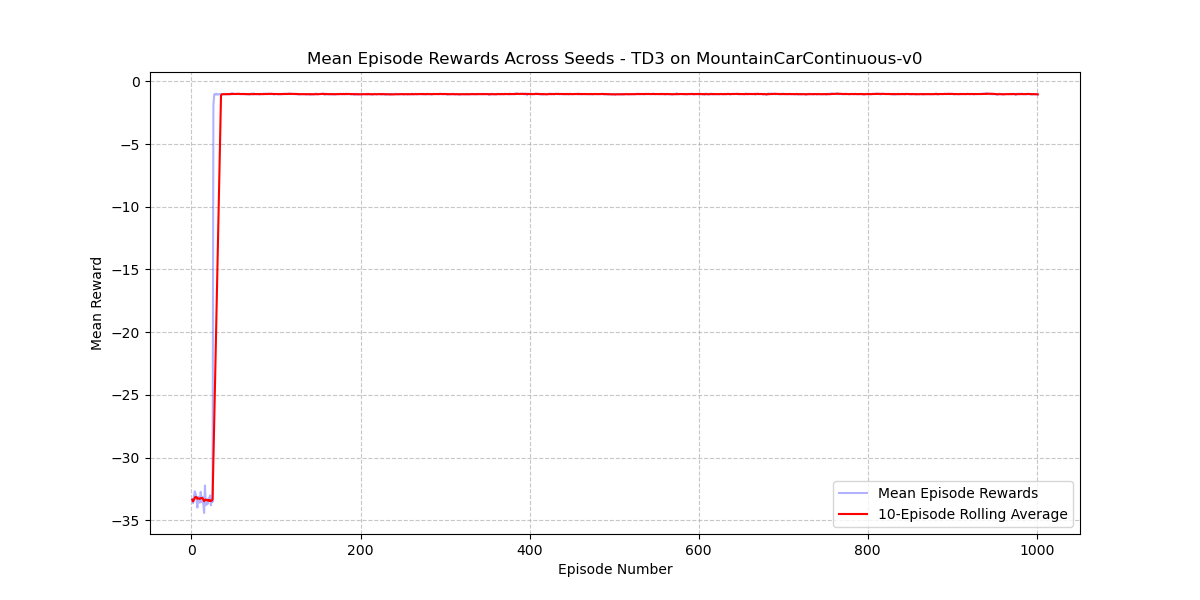 Mean Episode Rewards Across Seeds - TD3 on MountainCarContinuous-v0
0
−5
−10
−15
−20
−25
−30
−35
Mean Reward
0 200 400 600 800 1000
Episode Number
Mean Episode Rewards
10-Episode Rolling Average